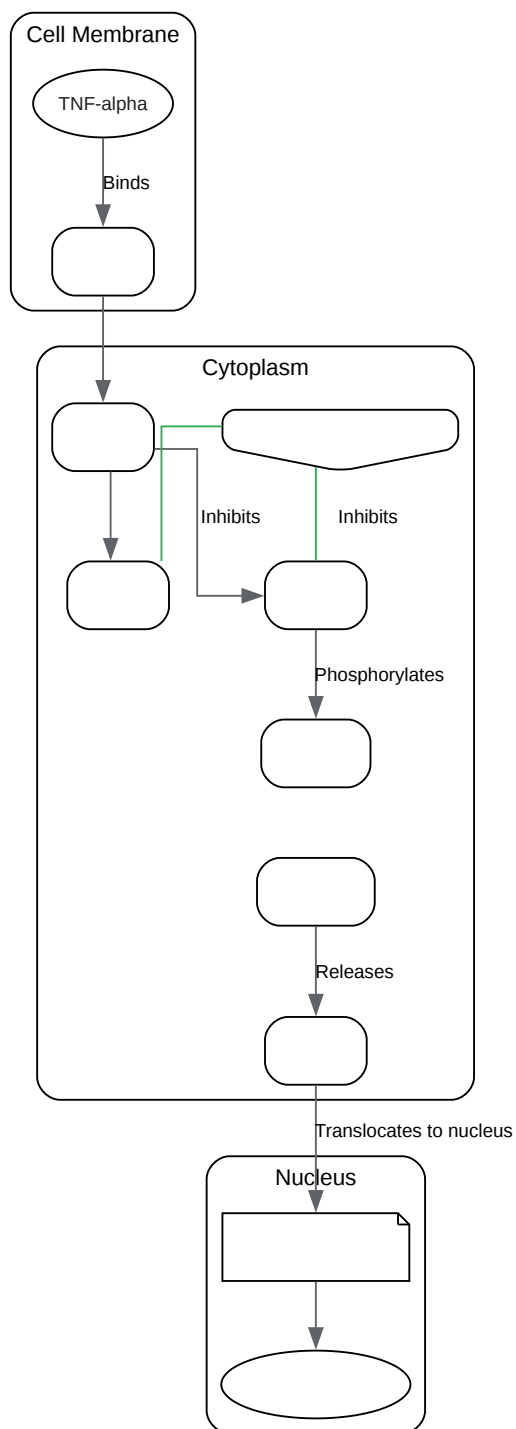 Cell Membrane
TNF-alpha
Binds
Cytoplasm
Inhibits
Inhibits
Phosphorylates
Releases
Translocates to nucleus
Nucleus